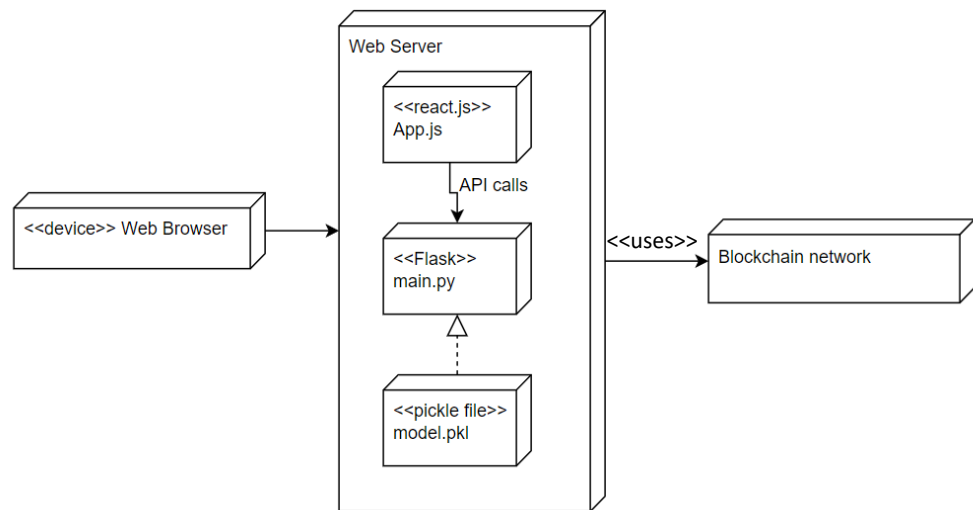 Web Server
<<react.js>>
App.js
API calls
<<device>> Web Browser
<<Flask>>
main.py
<<uses>>
Blockchain network
<<pickle file>>
model.pkl